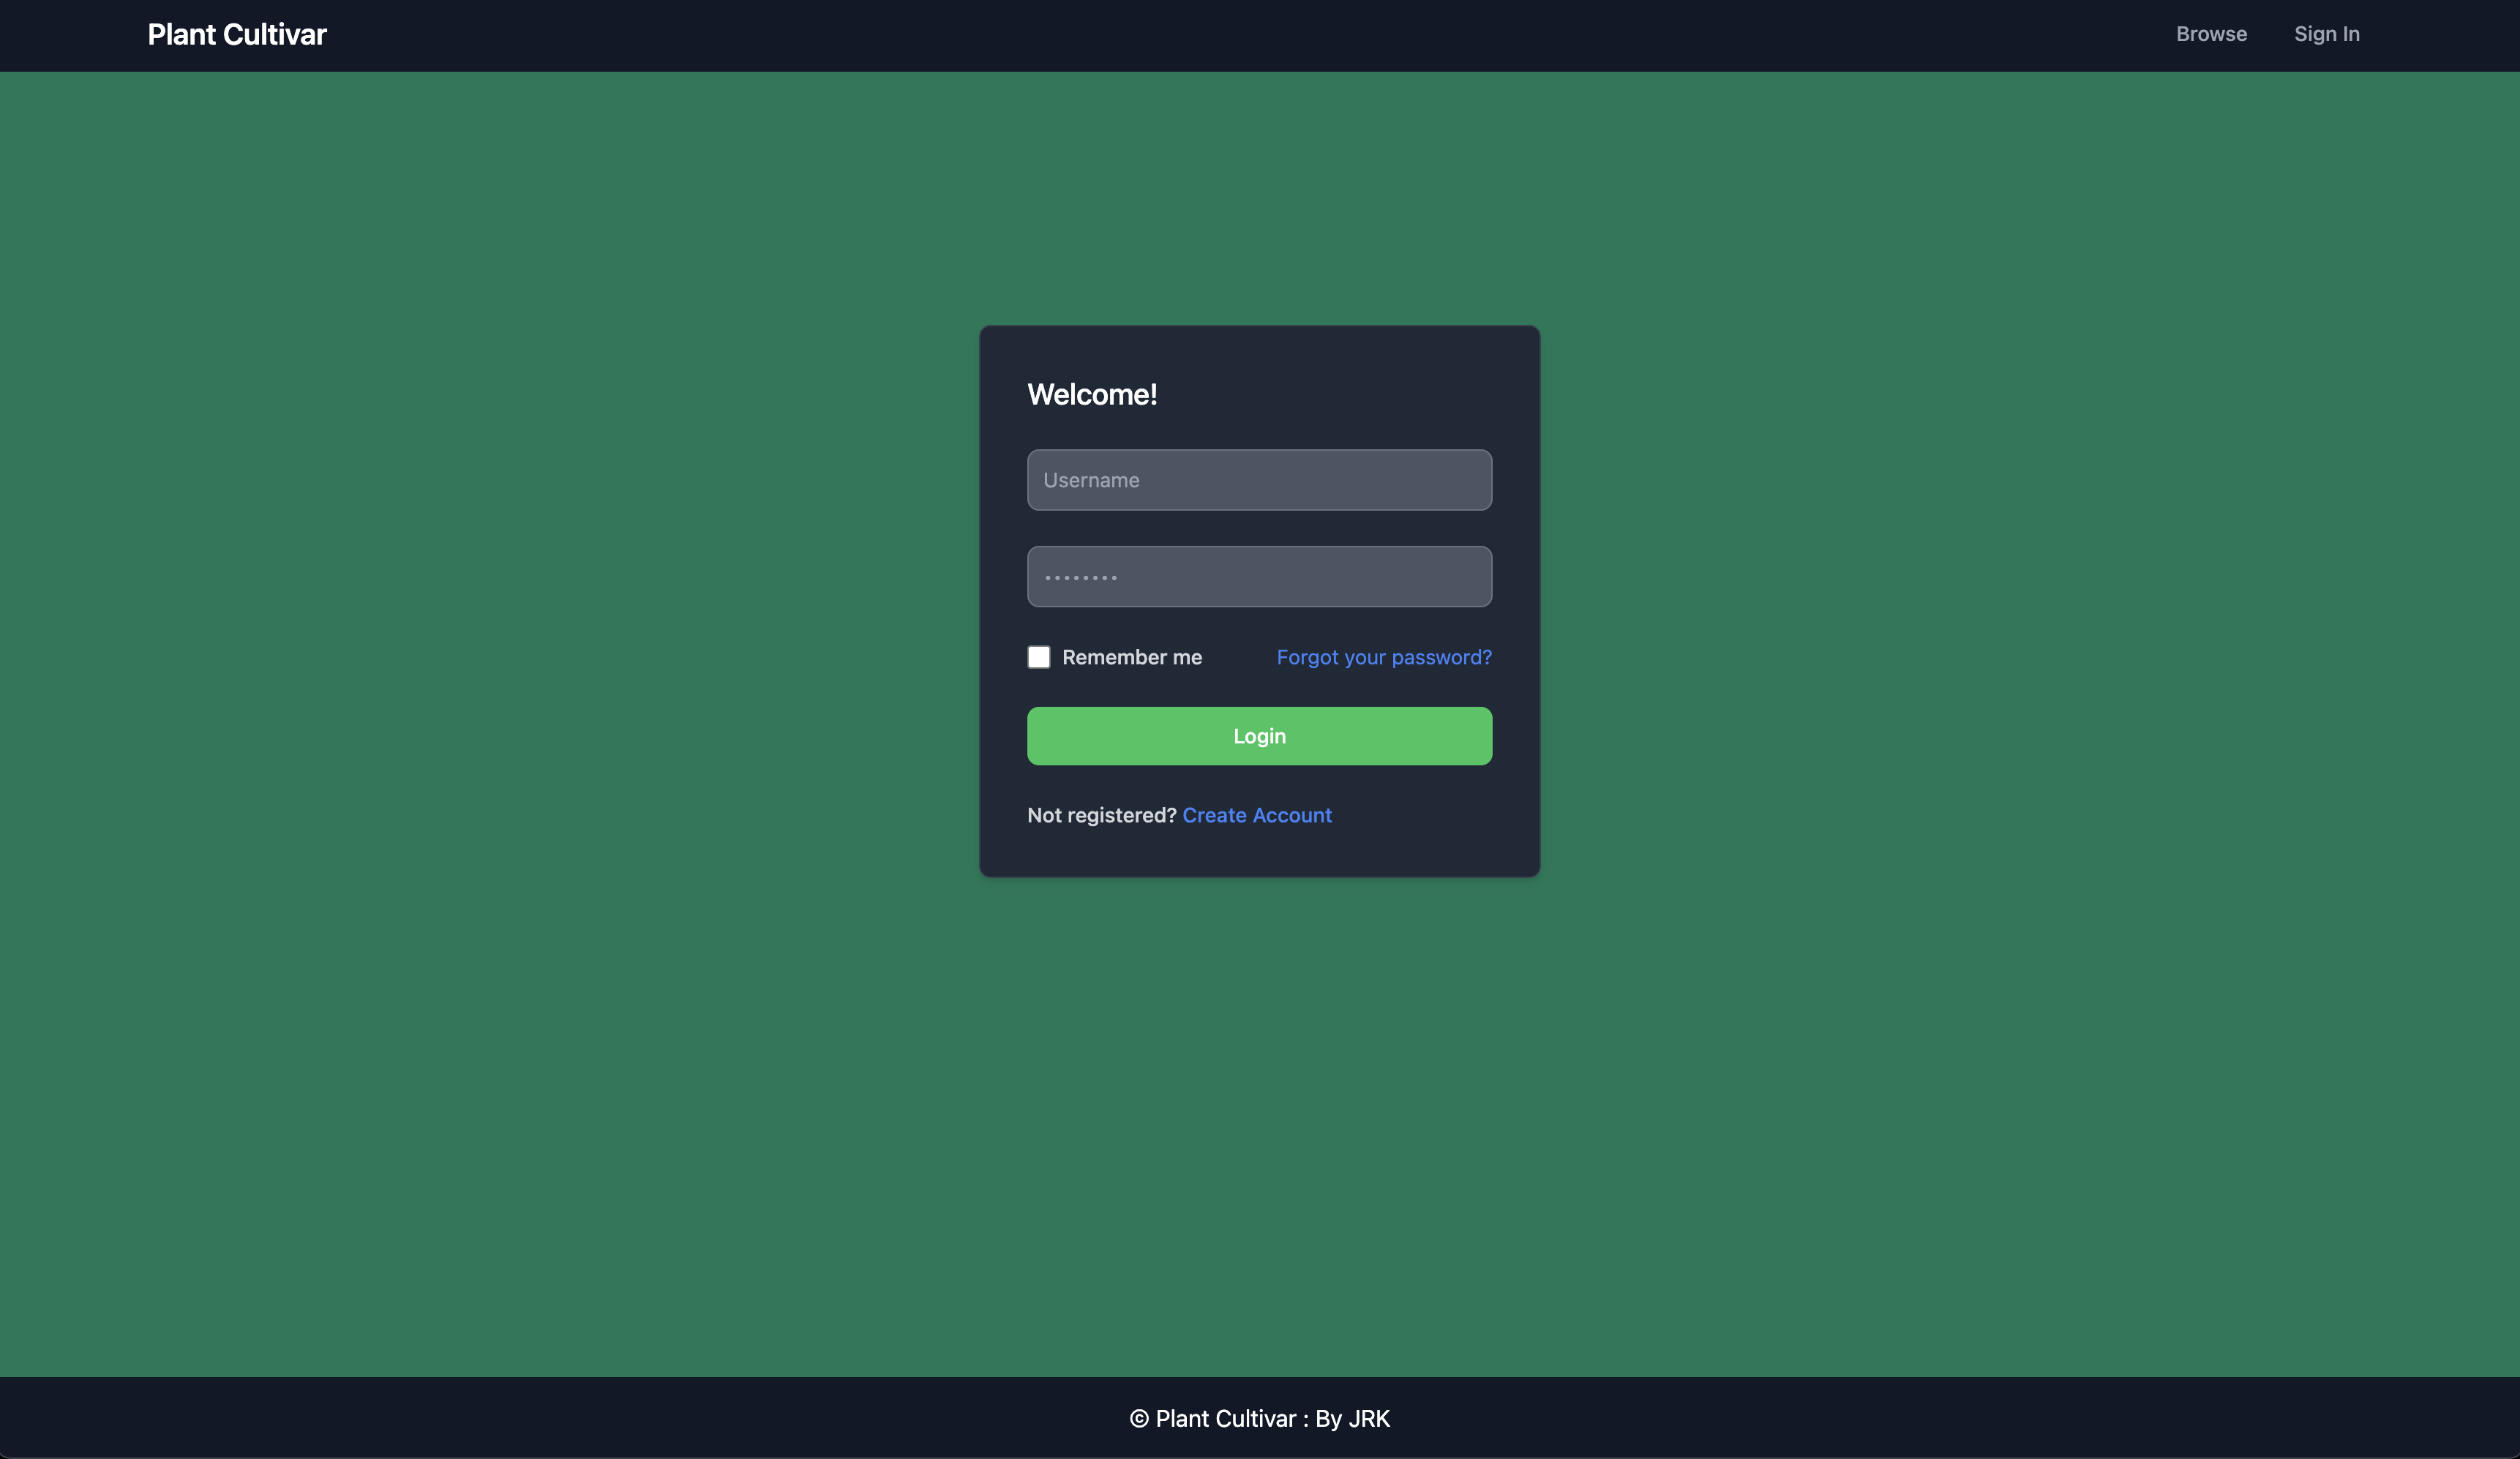 Plant Cultivar
Browse
Sign In
Welcome!
Username
••••••••
Remember me
Forgot your password?
Login
Not registered? Create Account
© Plant Cultivar : By JRK